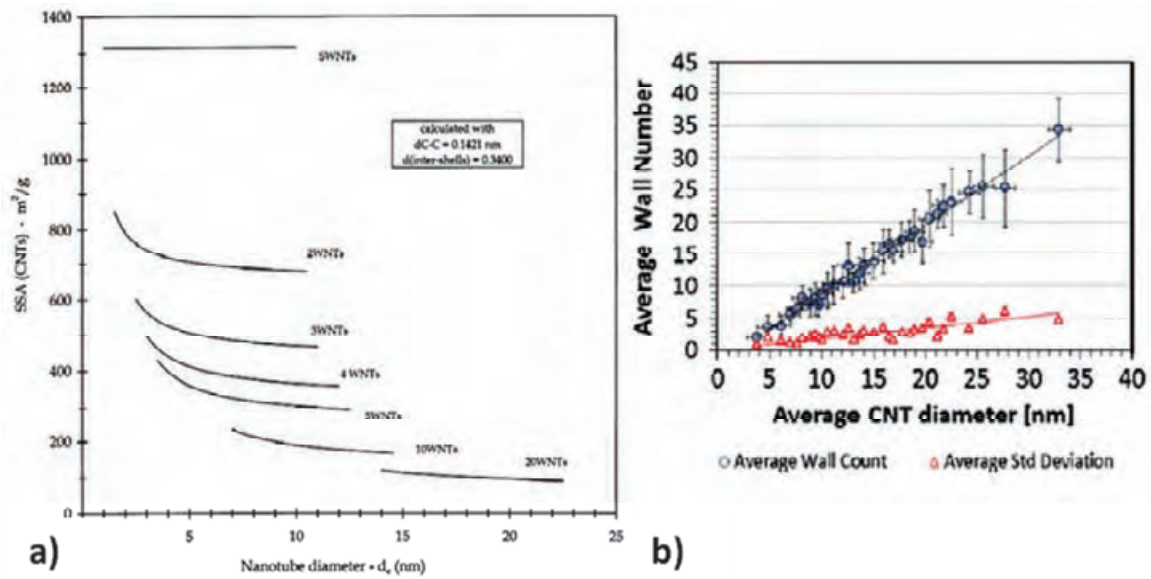 1400
1200
1000
800
600
400
200
0
0
5
10
15
20
25
SSA (CNTs) - m²/g
Nanotube diameter - dₑ (nm)
SWNTs
calculated with
dC-C = 0.1421 nm
d(inter-shells) = 0.3400
2WNTs
3WNTs
4 WNTs
5WNTs
10WNTs
20WNTs
a)
45
40
35
30
25
20
15
10
5
0
0
5
10
15
20
25
30
35
40
Average Wall Number
Average CNT diameter [nm]
Average Wall Count
Average Std Deviation
b)